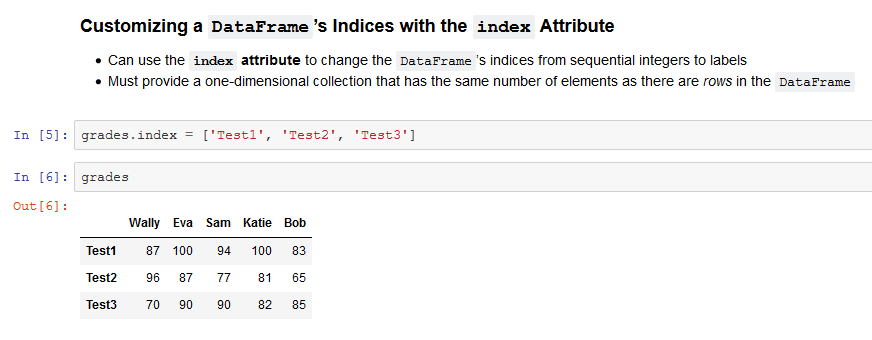 Customizing a DataFrame's Indices with the index Attribute
• Can use the index attribute to change the DataFrame's indices from sequential integers to labels
• Must provide a one-dimensional collection that has the same number of elements as there are rows in the DataFrame
In [5]: grades.index = ['Test1', 'Test2', 'Test3']
In [6]: grades
Out[6]:
Wally Eva Sam Katie Bob
Test1 87 100 94 100 83
Test2 96 87 77 81 65
Test3 70 90 90 82 85